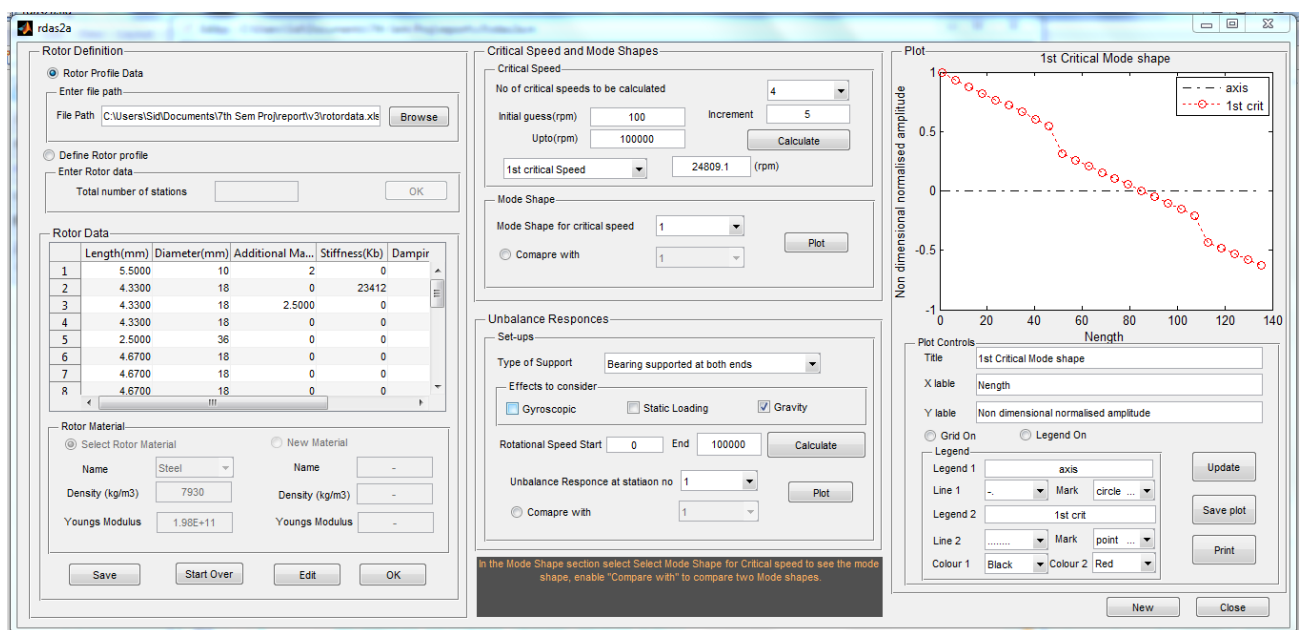 rdas2a
Rotor Definition
Rotor Profile Data
Enter file path
File Path C:\Users\Sid\Documents\7th Sem Proj\report\v3\rotordata.xls Browse
Define Rotor profile
Enter Rotor data
Total number of stations OK
Rotor Data
Length(mm) Diameter(mm) Additional Ma... Stiffness(Kb) Dampir
1 5.5000 10 2 0
2 4.3300 18 0 23412
3 4.3300 18 2.5000 0
4 4.3300 18 0 0
5 2.5000 36 0 0
6 4.6700 18 0 0
7 4.6700 18 0 0
8 4.6700 18 0 0
Rotor Material
Select Rotor Material New Material
Name Steel Name -
Density (kg/m3) 7930 Density (kg/m3) -
Youngs Modulus 1.98E+11 Youngs Modulus -
Save Start Over Edit OK
Critical Speed and Mode Shapes
Critical Speed
No of critical speeds to be calculated 4
Initial guess(rpm) 100 Increment 5
Upto(rpm) 100000 Calculate
1st critical Speed 24809.1 (rpm)
Mode Shape
Mode Shape for critical speed 1
Plot
Comapre with 1
Unbalance Responces
Set-ups
Type of Support Bearing supported at both ends
Effects to consider
Gyroscopic Static Loading Gravity
Rotational Speed Start 0 End 100000 Calculate
Unbalance Responce at statiaon no 1
Plot
Comapre with 1
In the Mode Shape section select Select Mode Shape for Critical speed to see the mode
shape, enable "Compare with" to compare two Mode shapes.
Plot
1st Critical Mode shape
axis
1st crit
Non dimensional normalised amplitude
1
0.5
0
-0.5
-1
0 20 40 60 80 100 120 140
Nength
Plot Controls
Title 1st Critical Mode shape
X lable Nength
Y lable Non dimensional normalised amplitude
Grid On Legend On
Legend
Legend 1 axis
Line 1 -. Mark circle ...
Legend 2 1st crit
Line 2 ........ Mark point ...
Colour 1 Black Colour 2 Red
Update
Save plot
Print
New Close